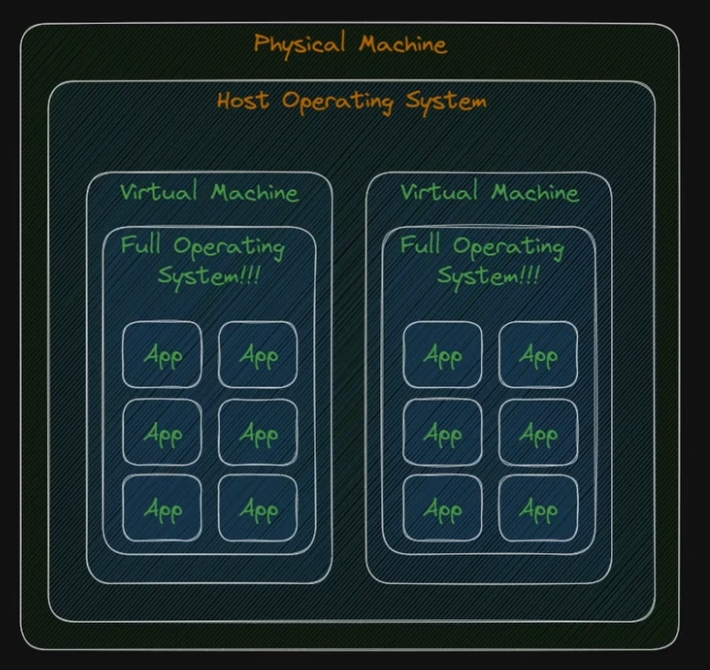 Physical Machine
Host Operating System
Virtual Machine
Full Operating
System!!!
App App
App App
App App
Virtual Machine
Full Operating
System!!!
App App
App App
App App